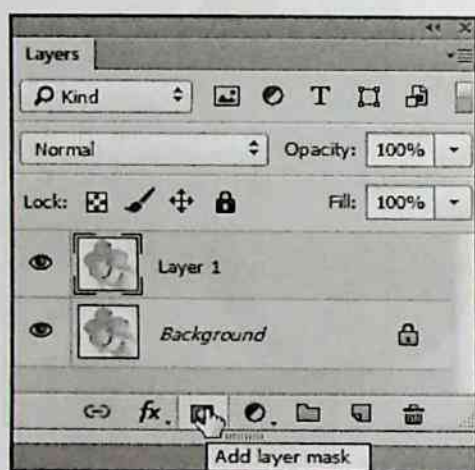 Layers
Kind T
Normal Opacity: 100%
Lock: Fill: 100%
Layer 1
Background
fx.
Add layer mask